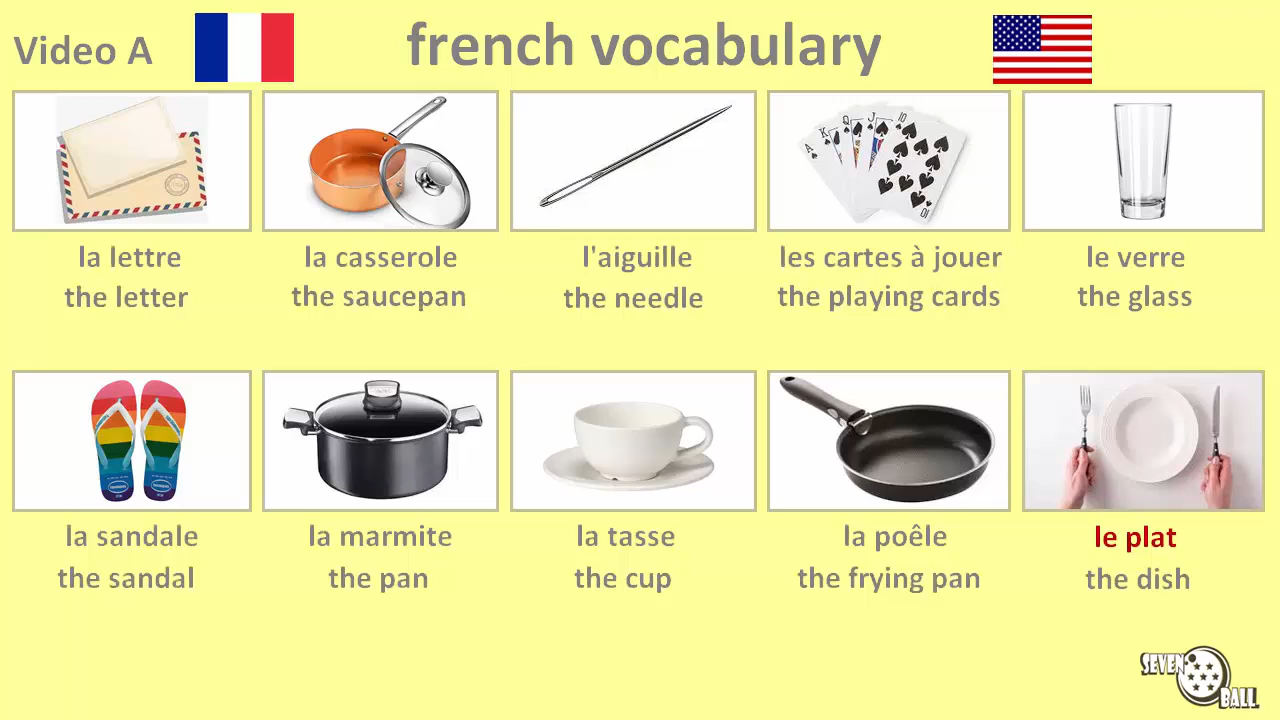 Video A
french vocabulary
la lettre
the letter
la casserole
the saucepan
l'aiguille
the needle
les cartes à jouer
the playing cards
le verre
the glass
la sandale
the sandal
la marmite
the pan
la tasse
the cup
la poêle
the frying pan
le plat
the dish
SEVEN
BALL